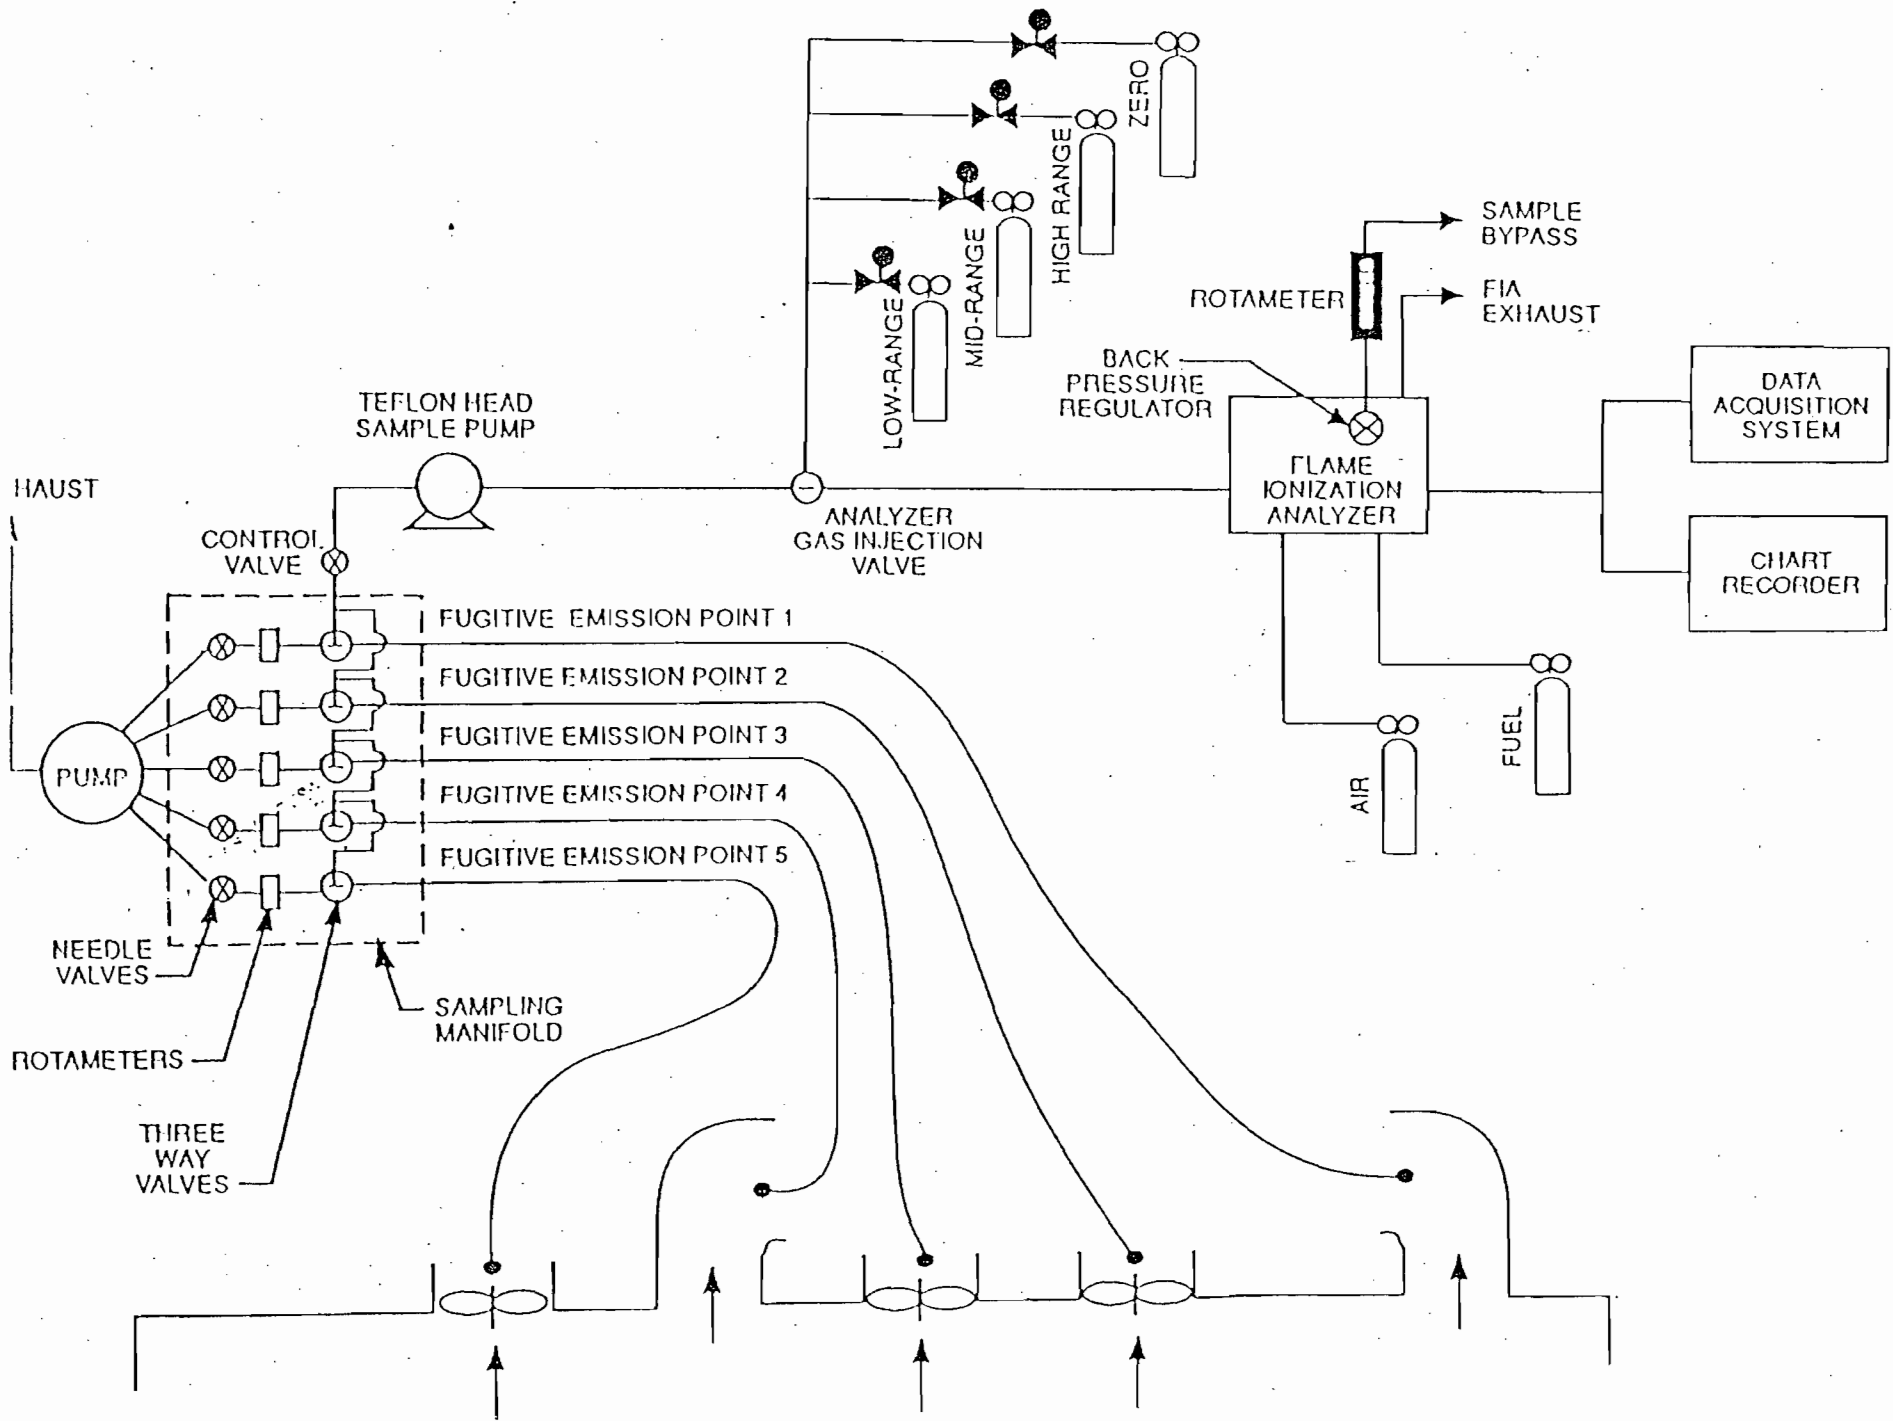 ZERO
HIGH RANGE
MID-RANGE
LOW-RANGE
SAMPLE
BYPASS
ROTAMETER
FIA
EXHAUST
BACK
PRESSURE
REGULATOR
DATA
ACQUISITION
SYSTEM
TEFLON HEAD
SAMPLE PUMP
FLAME
IONIZATION
ANALYZER
HAUST
ANALYZER
GAS INJECTION
VALVE
CONTROL
VALVE
CHART
RECORDER
FUGITIVE EMISSION POINT 1
FUGITIVE EMISSION POINT 2
FUGITIVE EMISSION POINT 3
FUGITIVE EMISSION POINT 4
FUGITIVE EMISSION POINT 5
PUMP
FUEL
AIR
NEEDLE
VALVES
SAMPLING
MANIFOLD
ROTAMETERS
THREE
WAY
VALVES